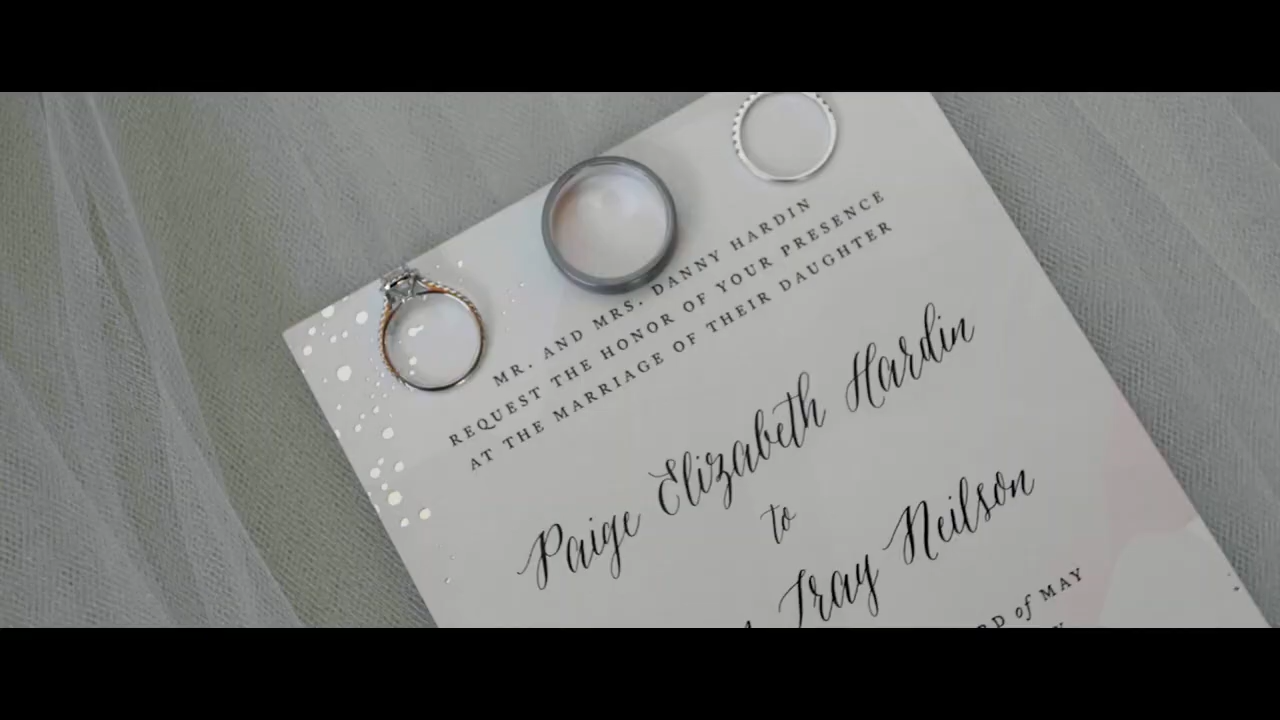 MR. AND MRS. DANNY HARDIN
REQUEST THE HONOR OF YOUR PRESENCE
AT THE MARRIAGE OF THEIR DAUGHTER
Paige Elizabeth Hardin
to
Tray Neilson
of MAY